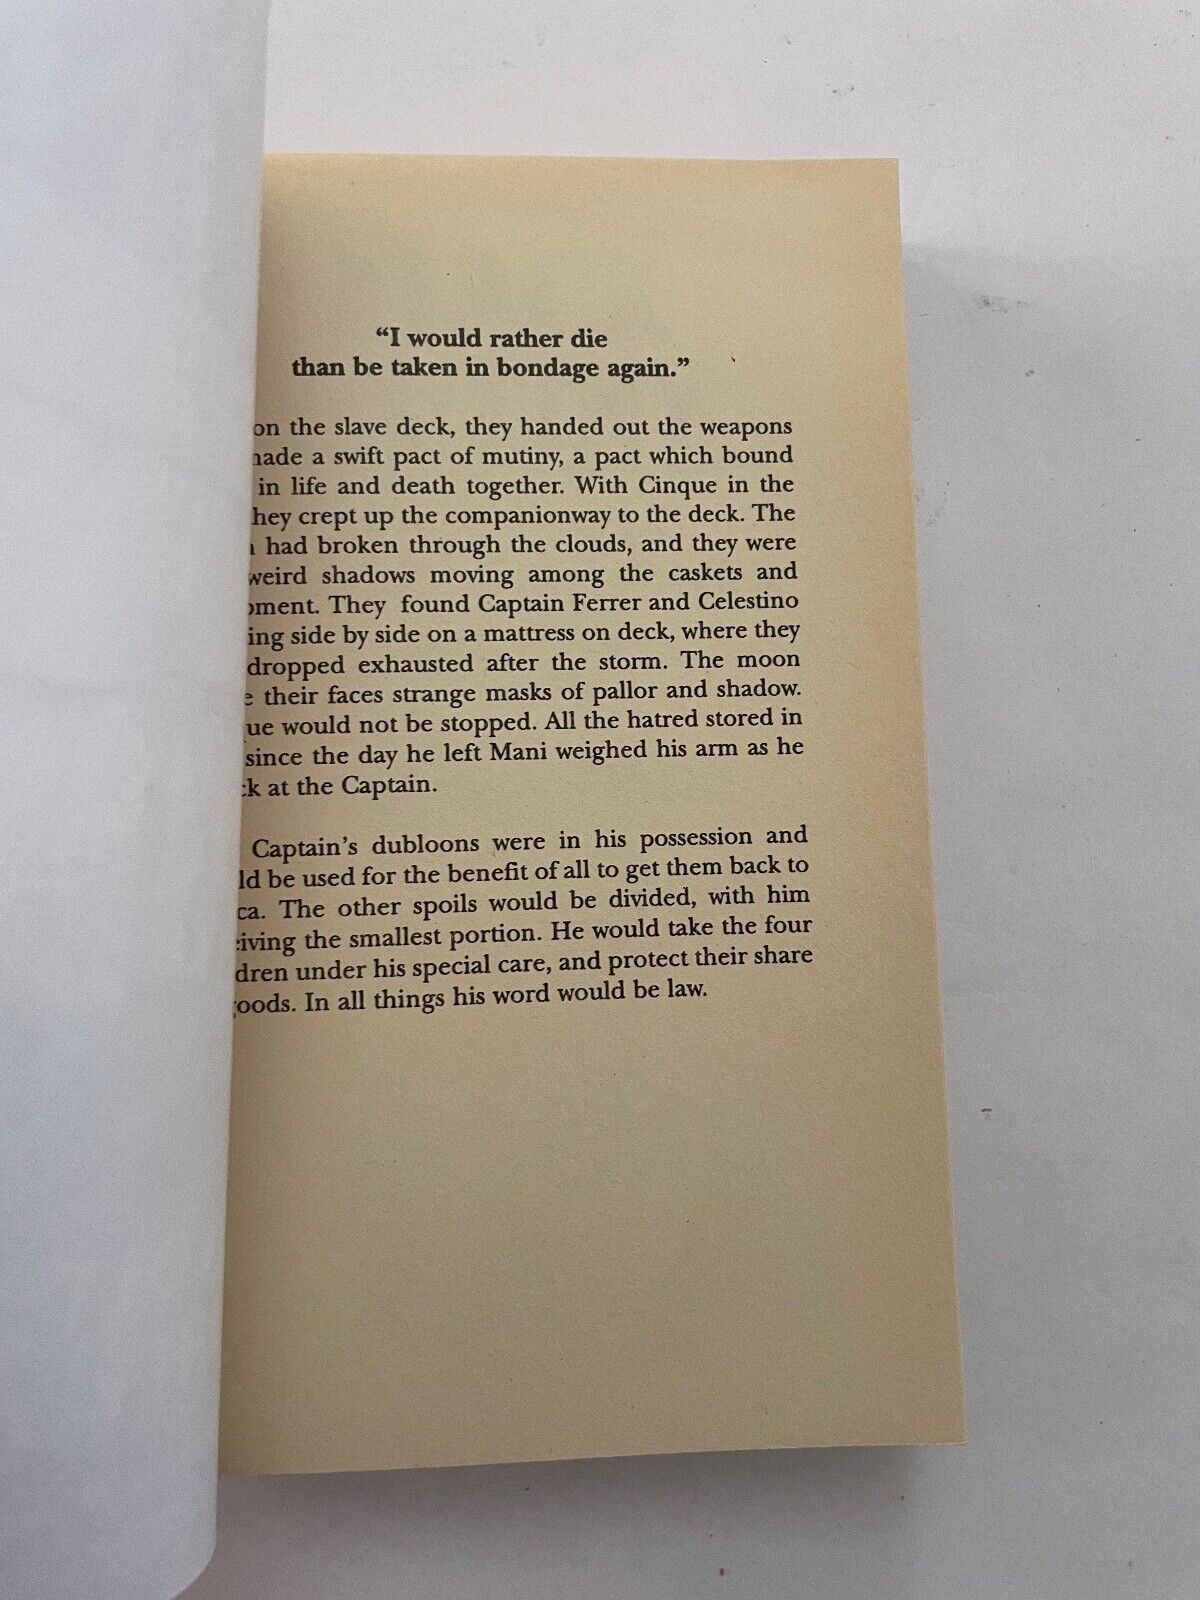 “I would rather die
than be taken in bondage again.”
on the slave deck, they handed out the weapons
a swift pact of mutiny, a pact which bound
in life and death together. With Cinque in the
they crept up the companionway to the deck. The
had broken through the clouds, and they were
weird shadows moving among the caskets and
They found Captain Ferrer and Celestino
side by side on a mattress on deck, where they
dropped exhausted after the storm. The moon
their faces strange masks of pallor and shadow.
would not be stopped. All the hatred stored in
since the day he left Mani weighed his arm as he
at the Captain.
Captain’s dubloons were in his possession and
be used for the benefit of all to get them back to
The other spoils would be divided, with him
the smallest portion. He would take the four
under his special care, and protect their share
In all things his word would be law.